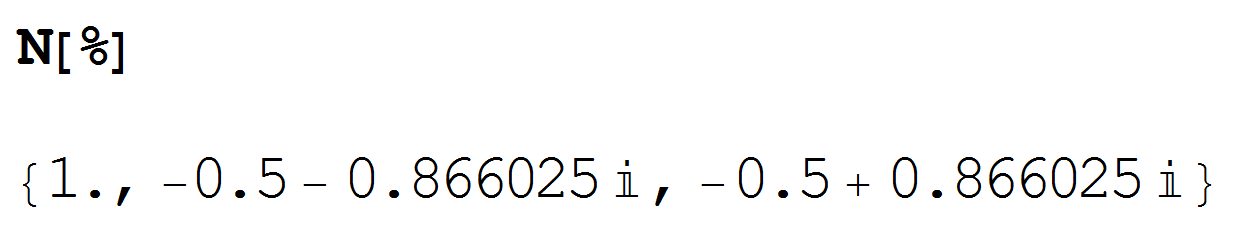 N[%]
{1., -0.5 - 0.866025 ⅈ, -0.5 + 0.866025 ⅈ}